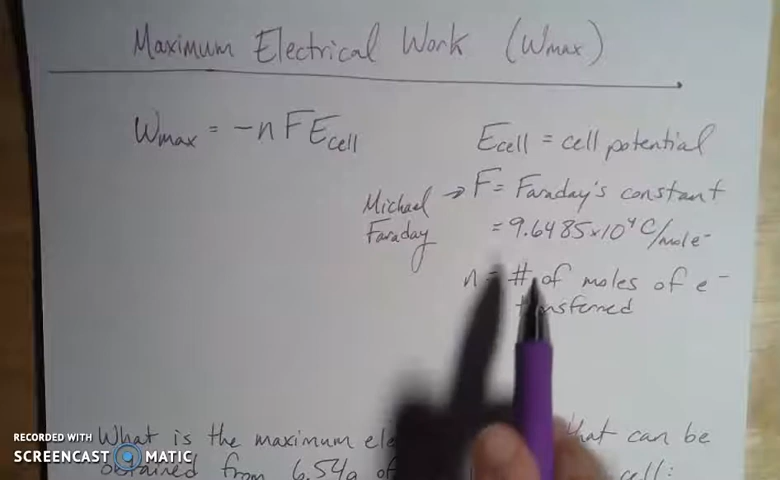 Maximum Electrical Work (Wmax)
Wmax = -nFEcell
Ecell = cell potential
Michael Faraday → F = Faraday's constant
= 9.6485×10⁴ C/mole⁻
n = # of moles of e⁻
transferred
What is the maximum that can be
obtained from 6.54g of cell:
RECORDED WITH
SCREENCAST MATIC